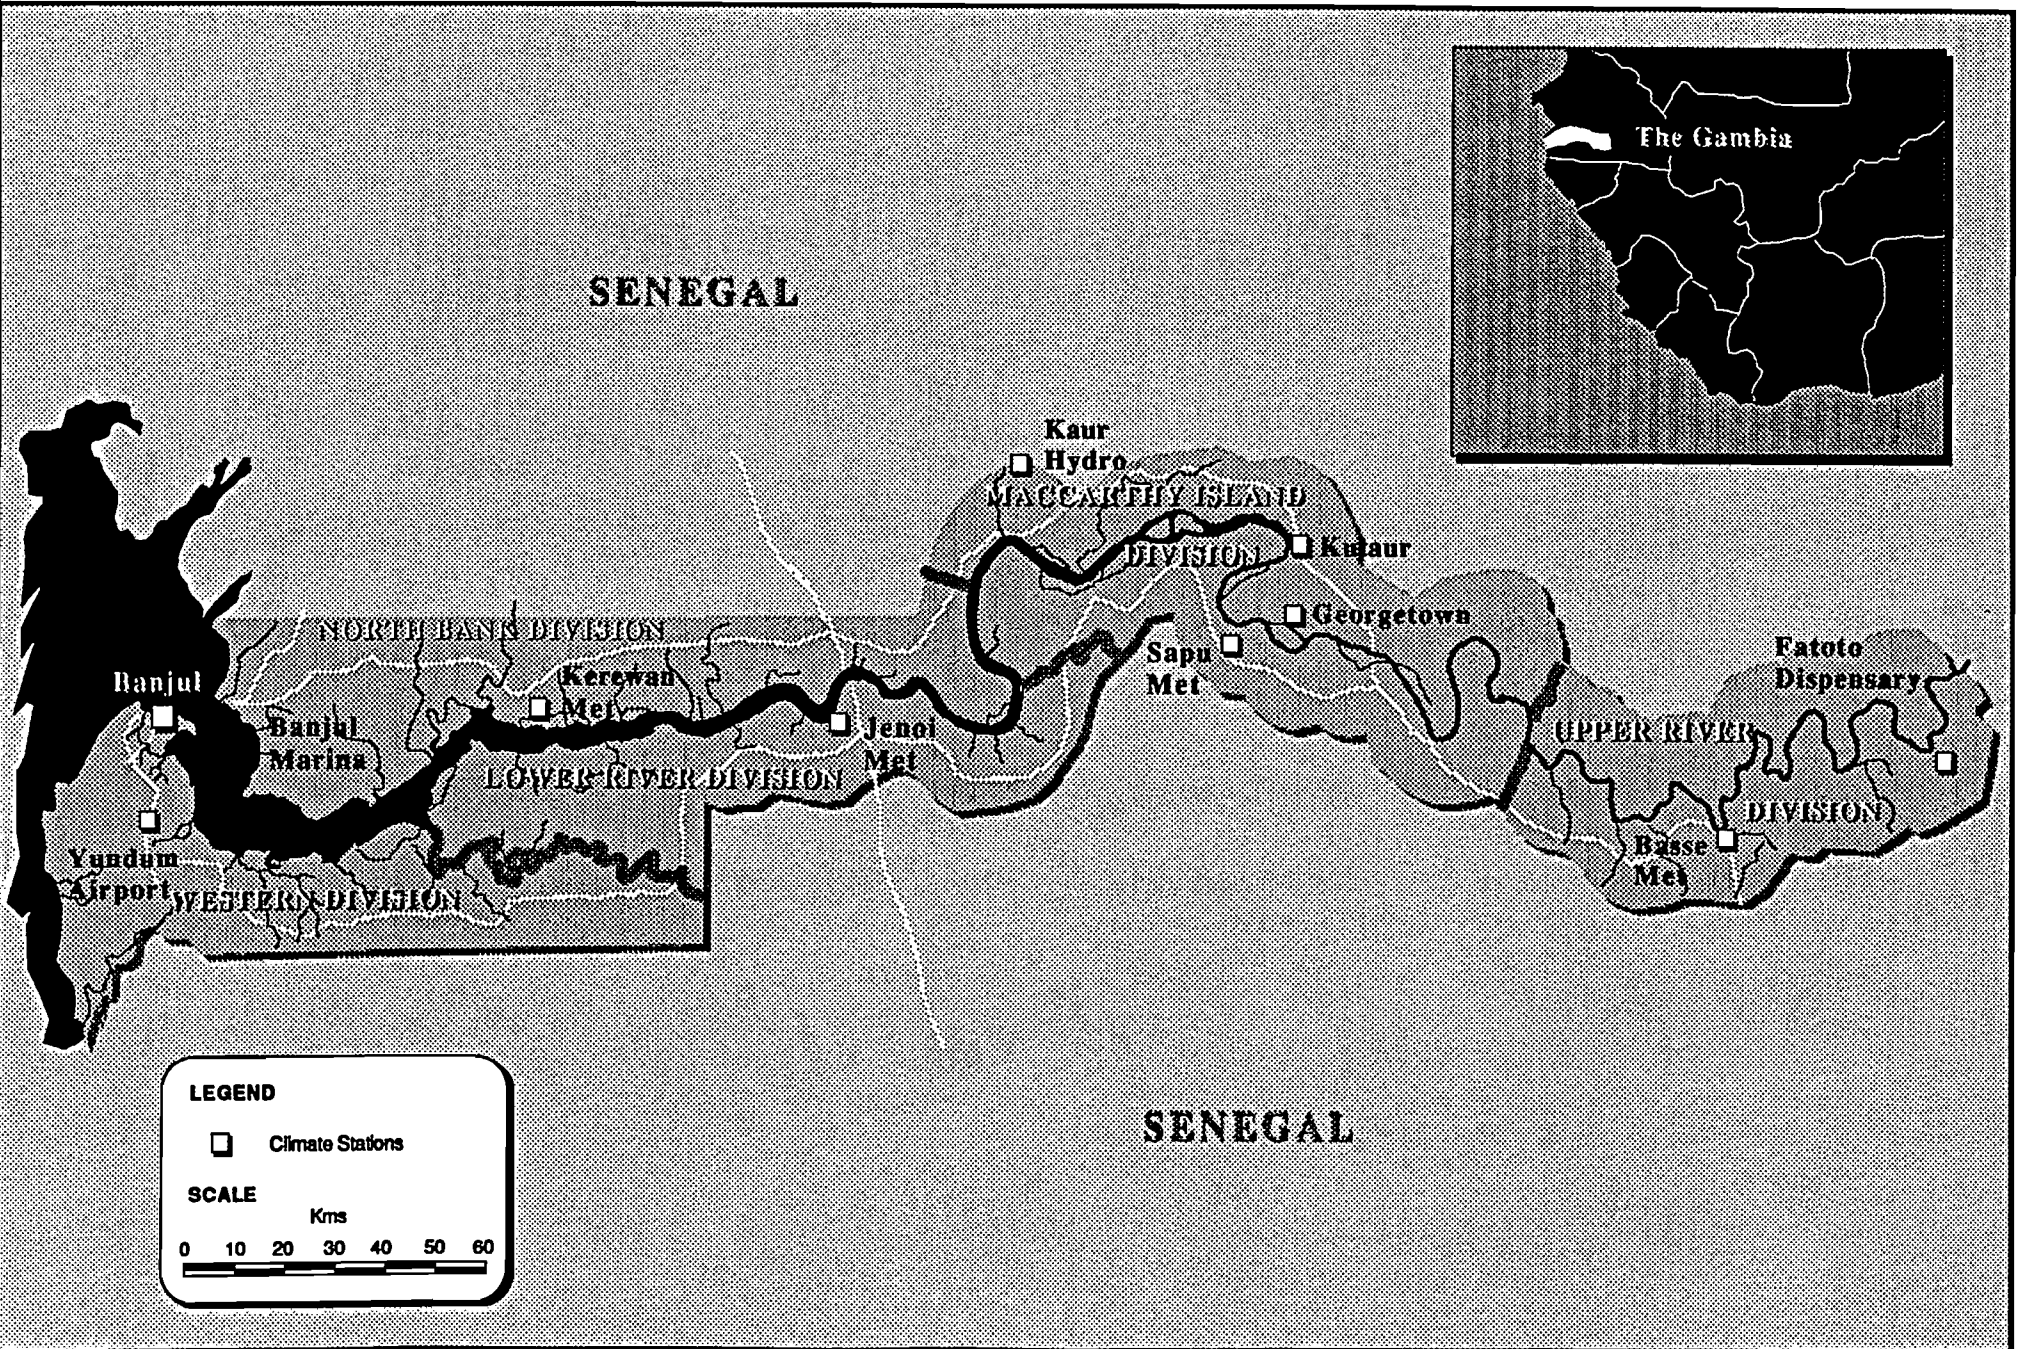 The Gambia
SENEGAL
Kaur
Hydro
MACCARTHY ISLAND
DIVISION
Kutaur
Georgetown
NORTH BANK DIVISION
Sapu
Met
Fatoto
Dispensary
Banjul
Kerewan
Met
Banjul
Marina
Jenoi
Met
UPPER RIVER
DIVISION
LOWER RIVER DIVISION
Basse
Met
Yundum
Airport
WESTERN DIVISION
SENEGAL
LEGEND
Climate Stations
SCALE
Kms
0 10 20 30 40 50 60